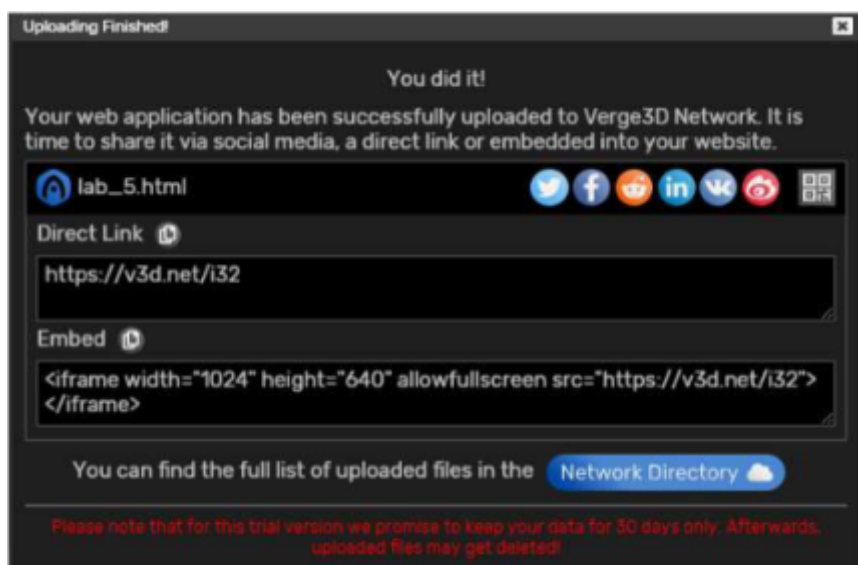 Uploading Finished!
You did it!
Your web application has been successfully uploaded to Verge3D Network. It is
time to share it via social media, a direct link or embedded into your website.
lab_5.html
Direct Link
https://v3d.net/i32
Embed
<iframe width="1024" height="640" allowfullscreen src="https://v3d.net/i32">
</iframe>
You can find the full list of uploaded files in the Network Directory
Please note that for this trial version we promise to keep your data for 30 days only. Afterwards,
uploaded files may get deleted!